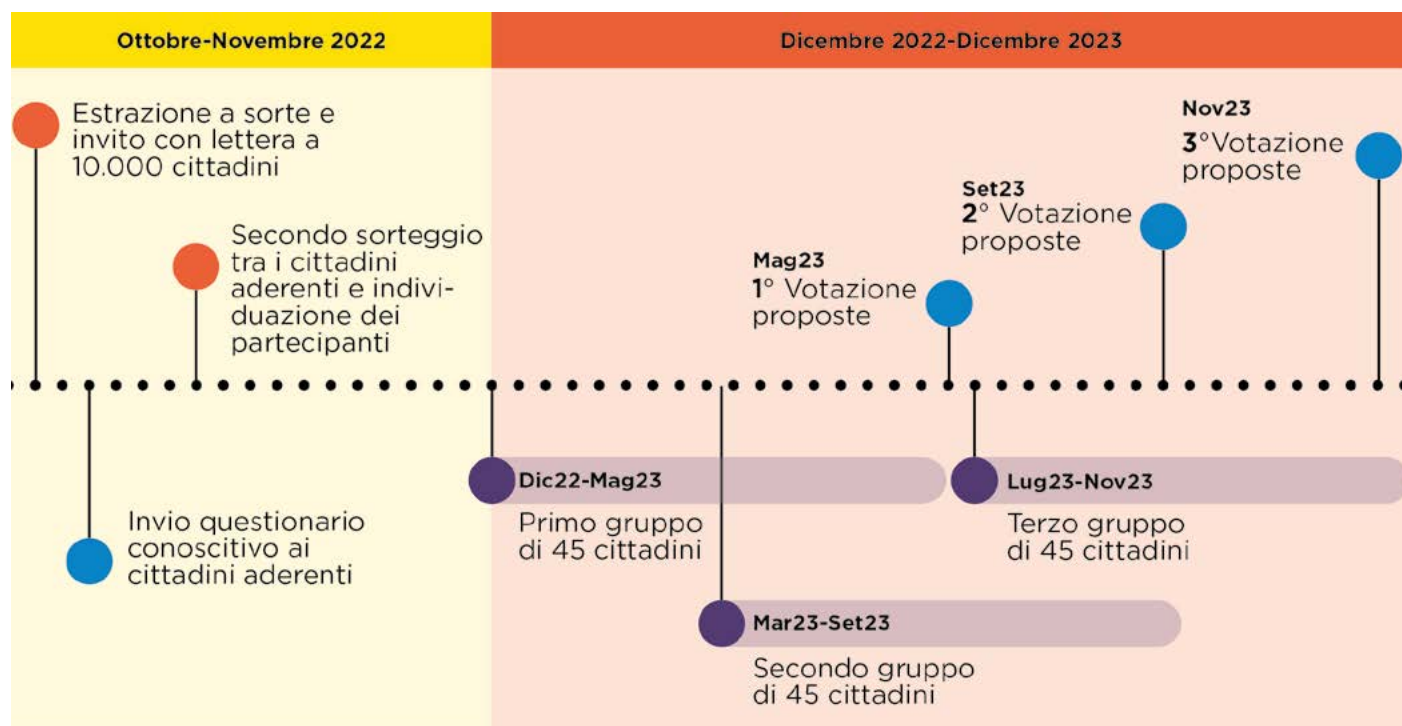 Ottobre-Novembre 2022
Dicembre 2022-Dicembre 2023
Estrazione a sorte e
invito con lettera a
10.000 cittadini
Secondo sorteggio
tra i cittadini
aderenti e indivi-
duazione dei
partecipanti
Invio questionario
conoscitivo ai
cittadini aderenti
Mag23
1° Votazione
proposte
Set23
2° Votazione
proposte
Nov23
3°Votazione
proposte
Dic22-Mag23
Primo gruppo
di 45 cittadini
Mar23-Set23
Secondo gruppo
di 45 cittadini
Lug23-Nov23
Terzo gruppo
di 45 cittadini